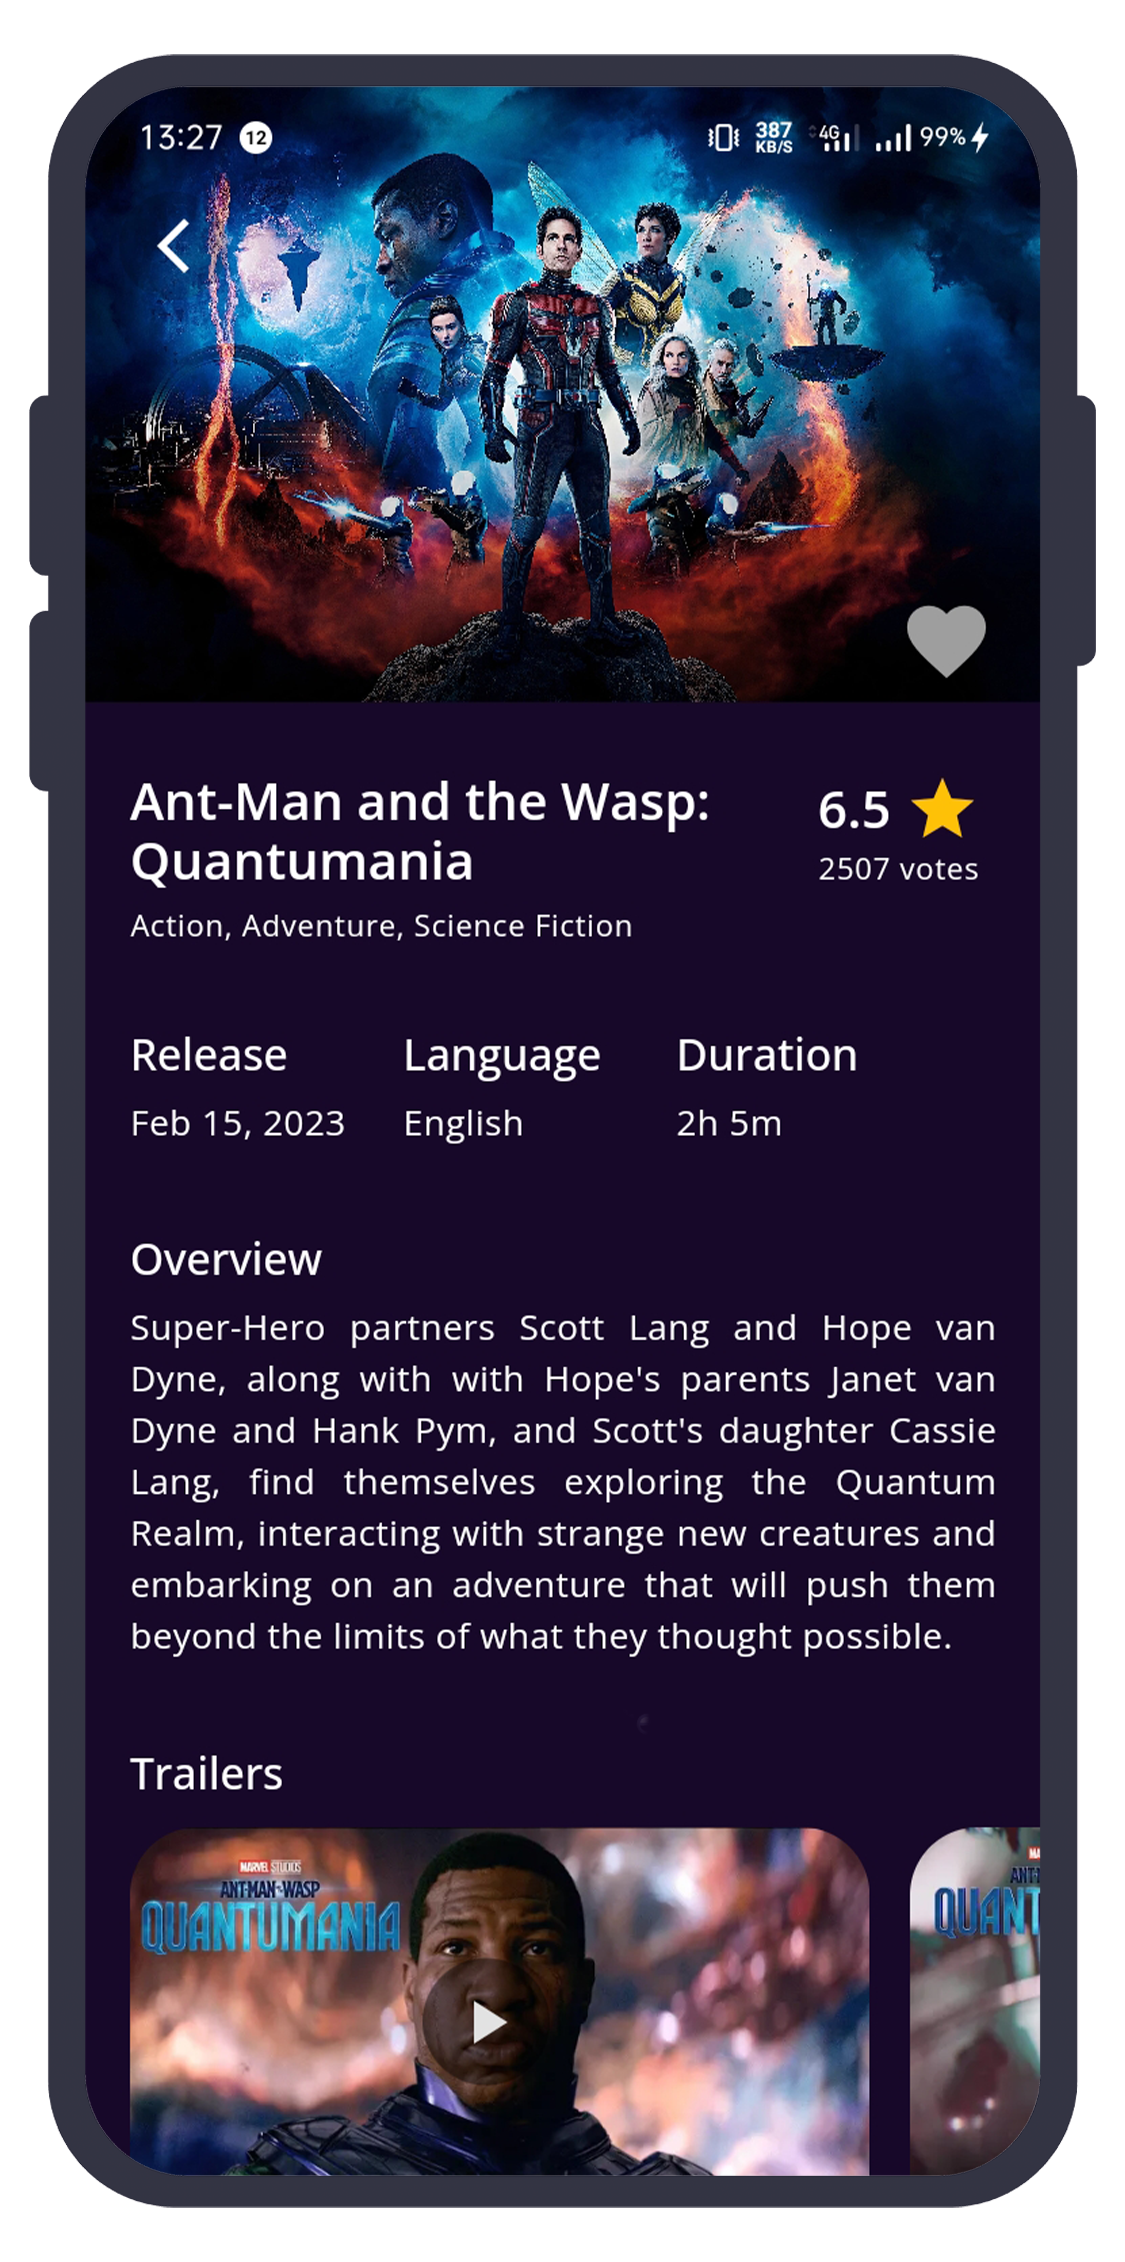 13:27 12 387 KB/S 4G 99%
Ant-Man and the Wasp:
Quantumania
6.5
2507 votes
Action, Adventure, Science Fiction
Release Language Duration
Feb 15, 2023 English 2h 5m
Overview
Super-Hero partners Scott Lang and Hope van
Dyne, along with with Hope's parents Janet van
Dyne and Hank Pym, and Scott's daughter Cassie
Lang, find themselves exploring the Quantum
Realm, interacting with strange new creatures and
embarking on an adventure that will push them
beyond the limits of what they thought possible.
Trailers
MARVEL STUDIOS
ANT-MAN AND THE WASP
QUANTUMANIA
MA
ANT-
QUANT